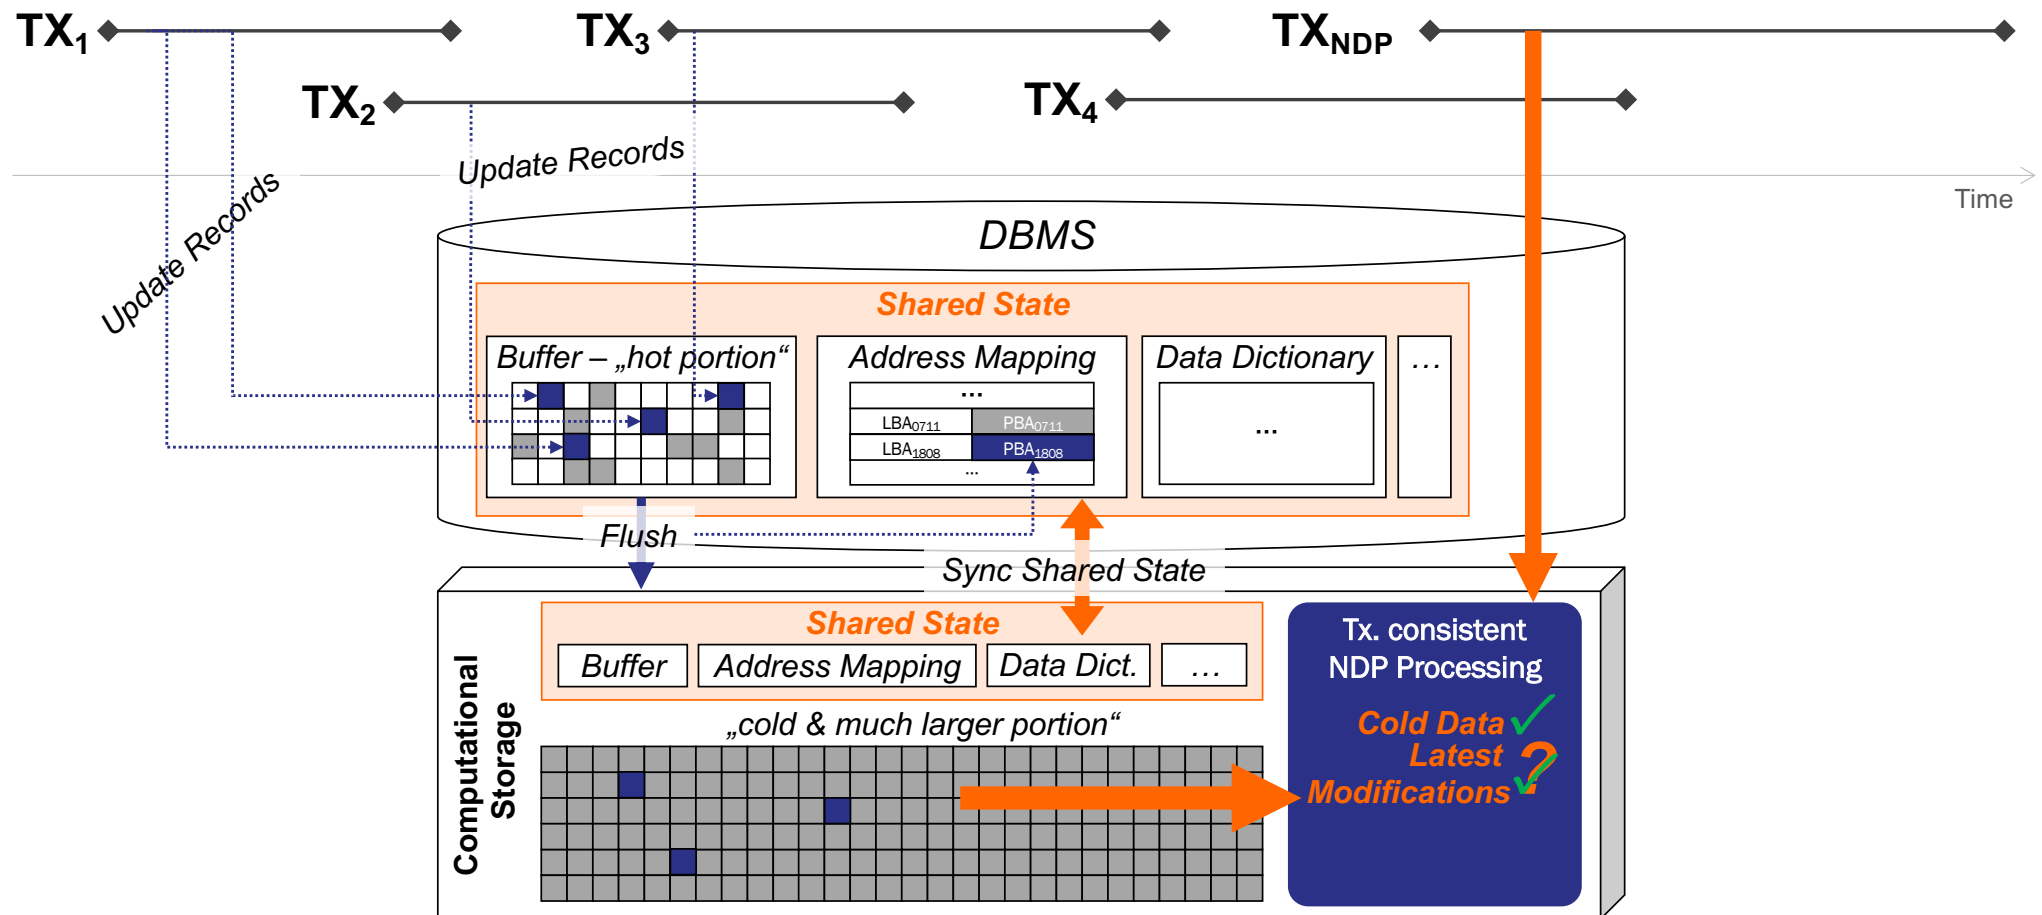 TX1
TX3
TXNDP
TX2
TX4
Update Records
Update Records
Time
DBMS
Shared State
Buffer – „hot portion“
Address Mapping
Data Dictionary
...
...
LBA0711 PBA0711
LBA1808 PBA1808
...
...
Flush
Sync Shared State
Computational
Storage
Shared State
Buffer
Address Mapping
Data Dict.
...
„cold & much larger portion“
Tx. consistent
NDP Processing
Cold Data ✓
Latest
Modifications ?